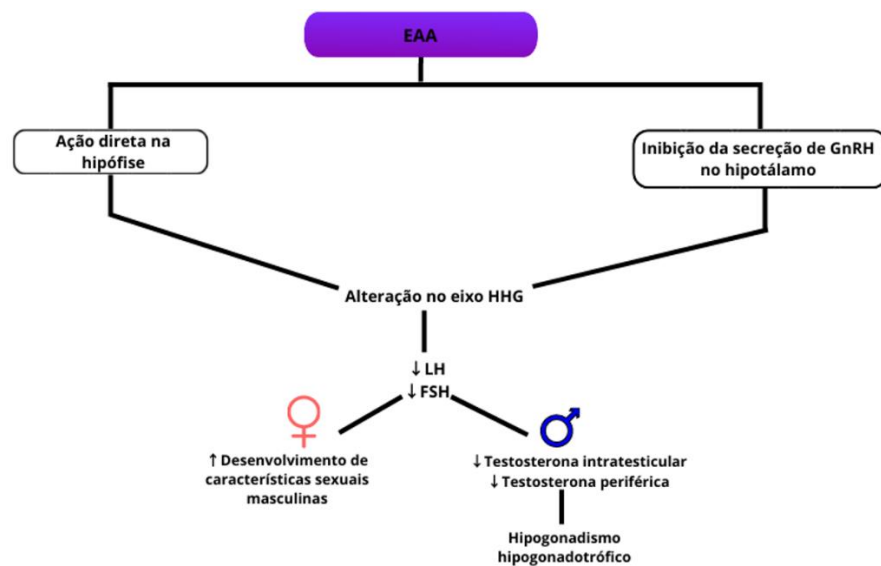 EAA
Ação direta na
hipófise
Inibição da secreção de GnRH
no hipotálamo
Alteração no eixo HHG
↓LH
↓FSH
↑Desenvolvimento de
características sexuais
masculinas
↓Testosterona intratesticular
↓Testosterona periférica
Hipogonadismo
hipogonadotrófico